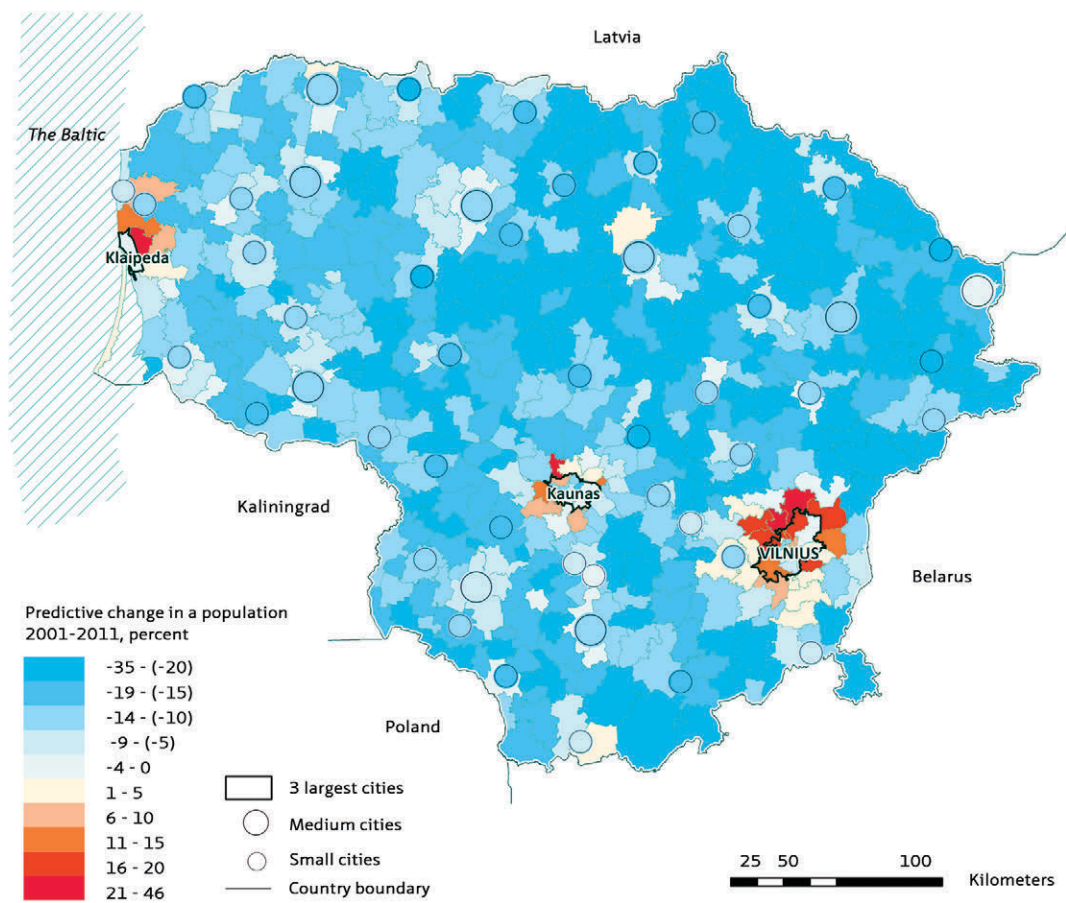 Latvia
The Baltic
Klaipeda
Kaunas
Kaliningrad
VILNIUS
Belarus
Poland
Predictive change in a population
2001-2011, percent
-35 - (-20)
-19 - (-15)
-14 - (-10)
-9 - (-5)
-4 - 0
1 - 5
6 - 10
11 - 15
16 - 20
21 - 46
3 largest cities
Medium cities
Small cities
Country boundary
25 50 100
Kilometers